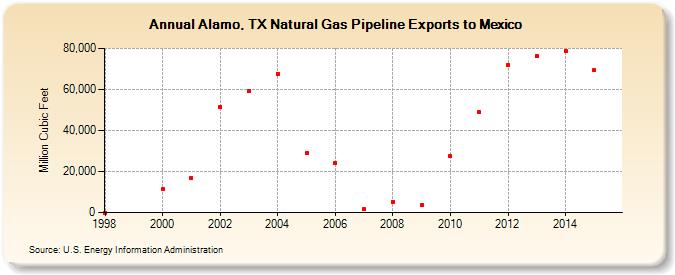 Annual Alamo, TX Natural Gas Pipeline Exports to Mexico
Million Cubic Feet
80,000
60,000
40,000
20,000
0
1998 2000 2002 2004 2006 2008 2010 2012 2014
Source: U.S. Energy Information Administration